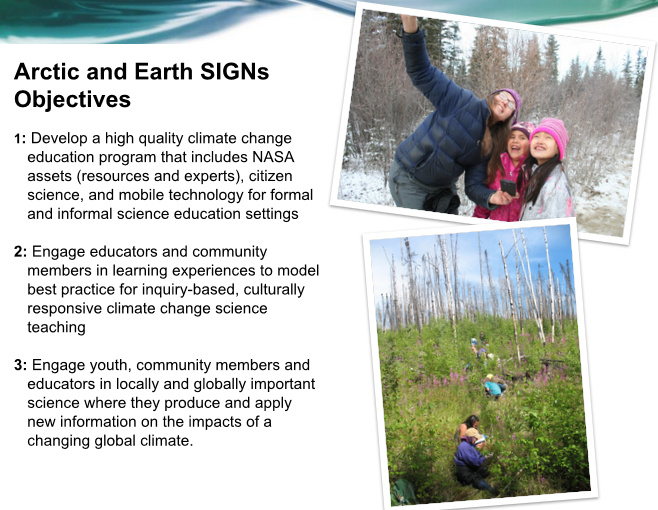 Arctic and Earth SIGNs
Objectives
1: Develop a high quality climate change
education program that includes NASA
assets (resources and experts), citizen
science, and mobile technology for formal
and informal science education settings
2: Engage educators and community
members in learning experiences to model
best practice for inquiry-based, culturally
responsive climate change science
teaching
3: Engage youth, community members and
educators in locally and globally important
science where they produce and apply
new information on the impacts of a
changing global climate.